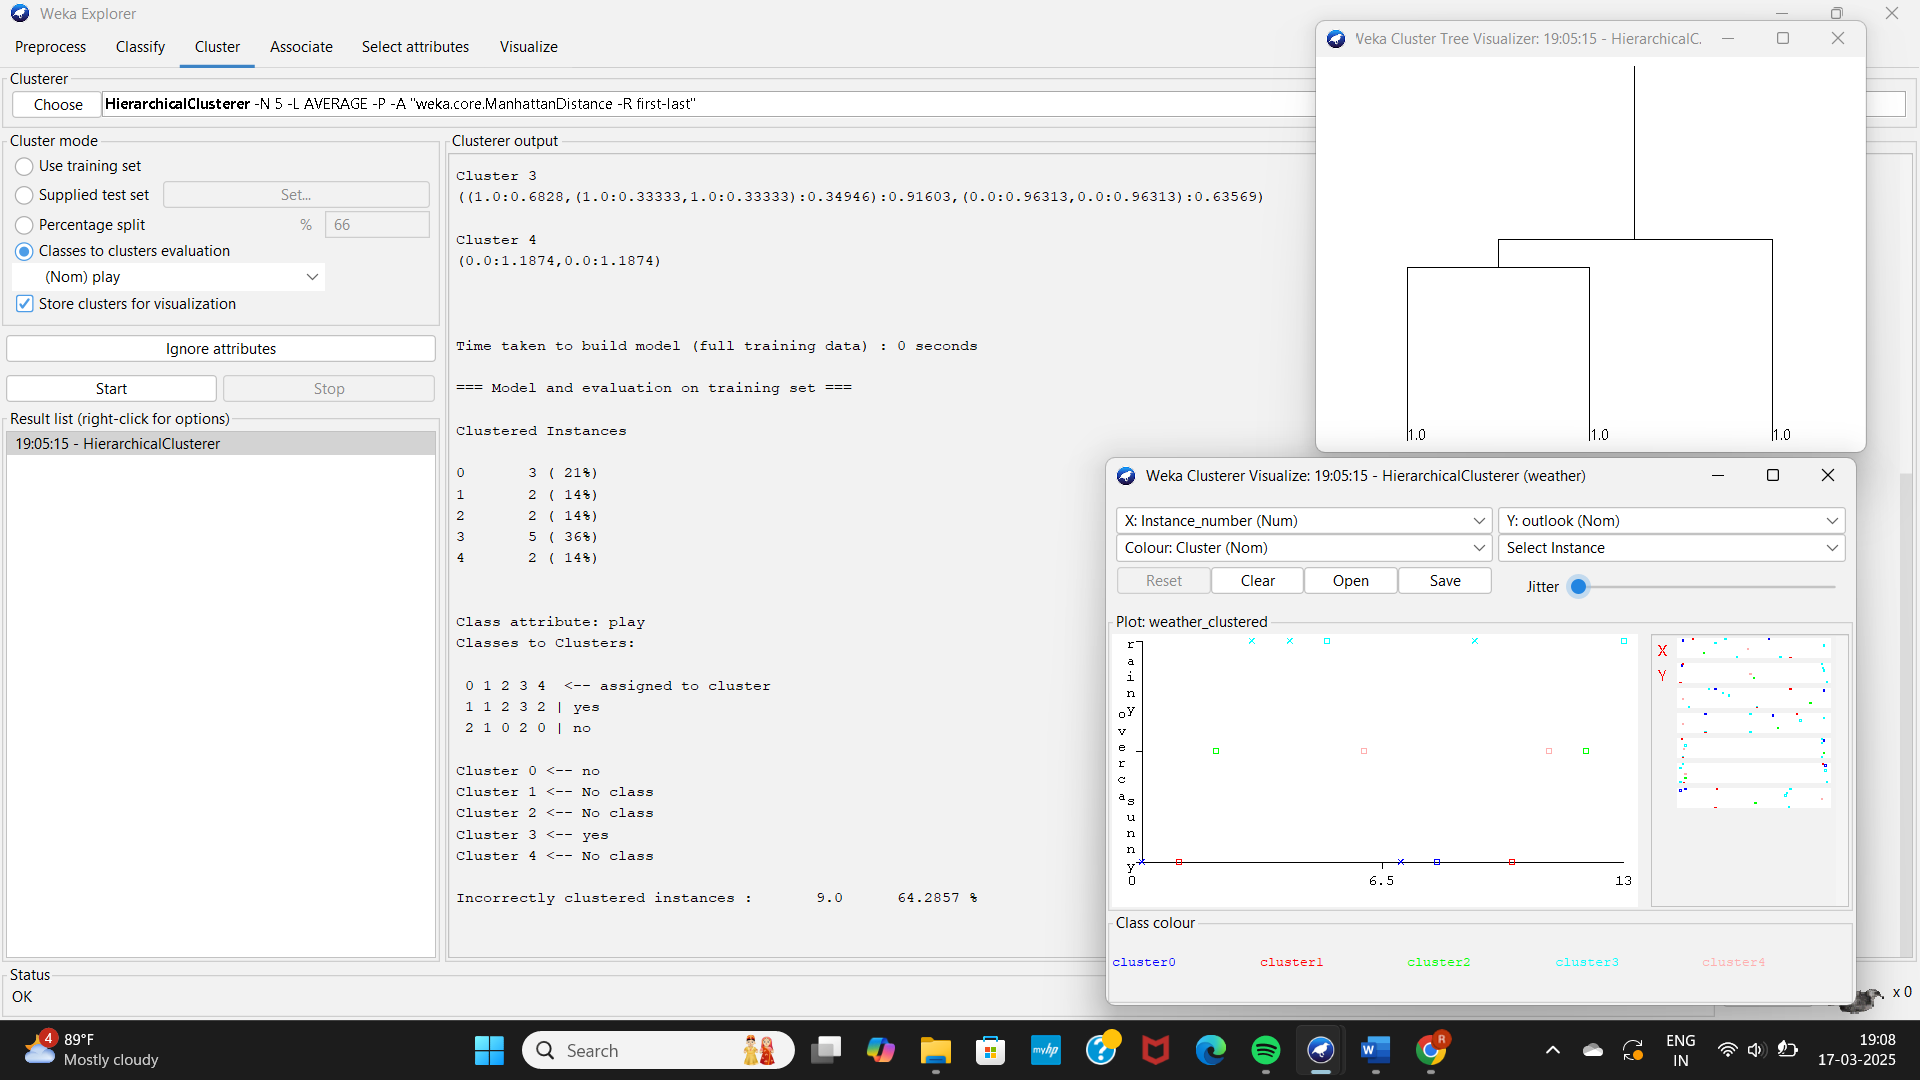 Weka Explorer
Preprocess Classify Cluster Associate Select attributes Visualize
Clusterer
Choose HierarchicalClusterer -N 5 -L AVERAGE -P -A "weka.core.ManhattanDistance -R first-last"
Cluster mode
Use training set
Supplied test set Set...
Percentage split % 66
Classes to clusters evaluation
(Nom) play
Store clusters for visualization
Ignore attributes
Start Stop
Result list (right-click for options)
19:05:15 - HierarchicalClusterer
Clusterer output
Cluster 3
((1.0:0.6828,(1.0:0.33333,1.0:0.33333):0.34946):0.91603,(0.0:0.96313,0.0:0.96313):0.63569)
Cluster 4
(0.0:1.1874,0.0:1.1874)
Time taken to build model (full training data) : 0 seconds
=== Model and evaluation on training set ===
Clustered Instances
0 3 ( 21%)
1 2 ( 14%)
2 2 ( 14%)
3 5 ( 36%)
4 2 ( 14%)
Class attribute: play
Classes to Clusters:
0 1 2 3 4 <-- assigned to cluster
1 1 2 3 2 | yes
2 1 0 2 0 | no
Cluster 0 <-- no
Cluster 1 <-- No class
Cluster 2 <-- No class
Cluster 3 <-- yes
Cluster 4 <-- No class
Incorrectly clustered instances : 9.0 64.2857 %
Weka Cluster Tree Visualizer: 19:05:15 - HierarchicalC.
1.0 1.0 1.0
Weka Clusterer Visualize: 19:05:15 - HierarchicalClusterer (weather)
X: Instance_number (Num) Y: outlook (Nom)
Colour: Cluster (Nom) Select Instance
Reset Clear Open Save Jitter
Plot: weather_clustered
rainy
overca
sunny
0 6.5 13
X
Y
Class colour
cluster0 cluster1 cluster2 cluster3 cluster4
Status
OK
x 0
4
89°F
Mostly cloudy
Search
myhp
?
W
R
ENG
IN
19:08
17-03-2025